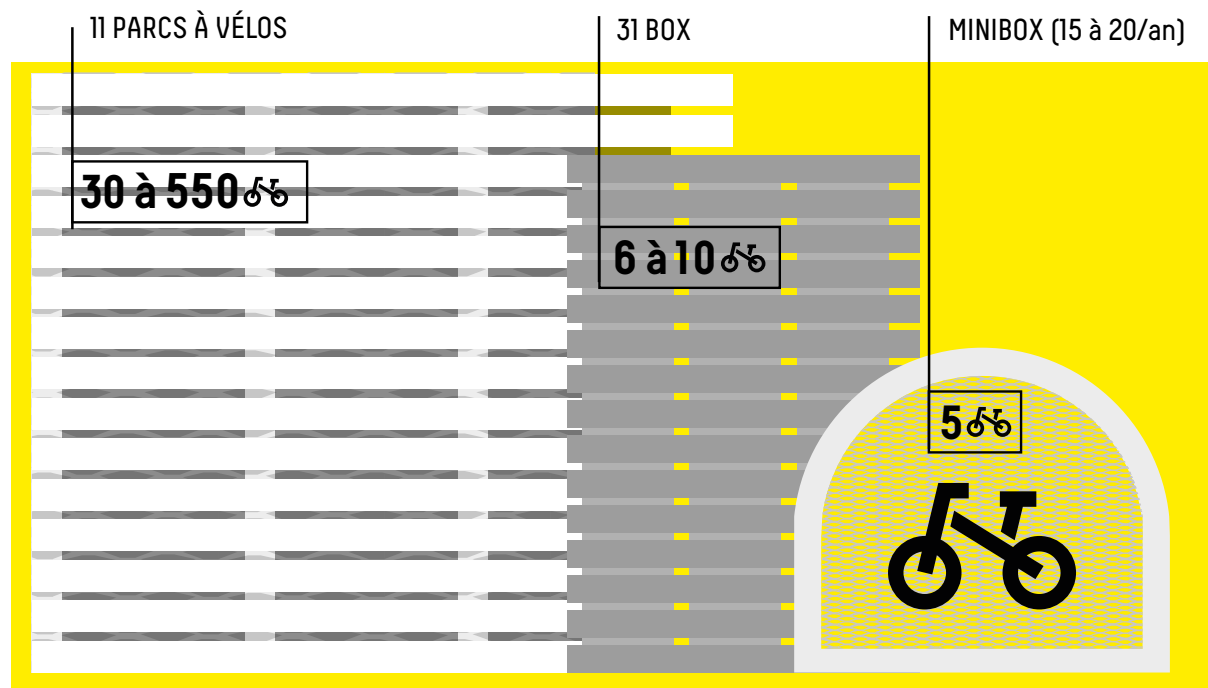 11 PARCS À VÉLOS
31 BOX
MINIBOX (15 à 20/an)
30 à 550
6 à 10
5